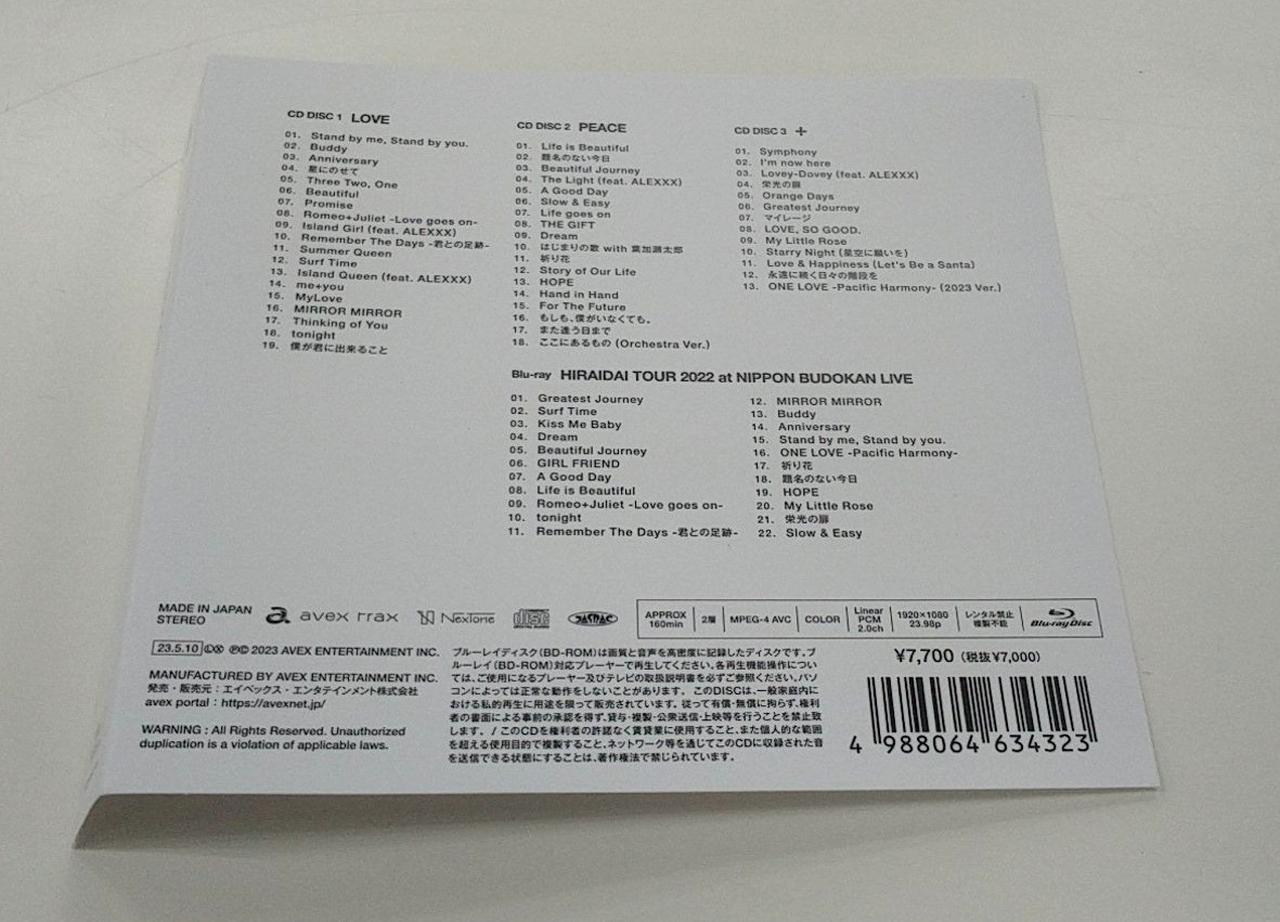 CD DISC 1 LOVE
01. Stand by me, Stand by you.
02. Buddy
03. Anniversary
04. 星にのせて
05. Three Two, One
06. Beautiful
07. Promise
08. Romeo+Juliet -Love goes on-
09. Island Girl (feat. ALEXXX)
10. Remember The Days -君との足跡-
11. Summer Queen
12. Surf Time
13. Island Queen (feat. ALEXXX)
14. me+you
15. MyLove
16. MIRROR MIRROR
17. Thinking of You
18. tonight
19. 僕が君に出来ること
CD DISC 2 PEACE
01. Life is Beautiful
02. 題名のない今日
03. Beautiful Journey
04. The Light (feat. ALEXXX)
05. A Good Day
06. Slow & Easy
07. Life goes on
08. THE GIFT
09. Dream
10. はじまりの歌 with 葉加瀬太郎
11. 祈り花
12. Story of Our Life
13. HOPE
14. Hand in Hand
15. For The Future
16. もしも、僕がいなくても。
17. また逢う日まで
18. ここにあるもの (Orchestra Ver.)
CD DISC 3 +
01. Symphony
02. I'm now here
03. Lovey-Dovey (feat. ALEXXX)
04. 栄光の扉
05. Orange Days
06. Greatest Journey
07. マイレージ
08. LOVE, SO GOOD.
09. My Little Rose
10. Starry Night (星空に願いを)
11. Love & Happiness (Let's Be a Santa)
12. 永遠に続く日々の階段を
13. ONE LOVE -Pacific Harmony- (2023 Ver.)
Blu-ray HIRAIDAI TOUR 2022 at NIPPON BUDOKAN LIVE
01. Greatest Journey
02. Surf Time
03. Kiss Me Baby
04. Dream
05. Beautiful Journey
06. GIRL FRIEND
07. A Good Day
08. Life is Beautiful
09. Romeo+Juliet -Love goes on-
10. tonight
11. Remember The Days -君との足跡-
12. MIRROR MIRROR
13. Buddy
14. Anniversary
15. Stand by me, Stand by you.
16. ONE LOVE -Pacific Harmony-
17. 祈り花
18. 題名のない今日
19. HOPE
20. My Little Rose
21. 栄光の扉
22. Slow & Easy
MADE IN JAPAN
STEREO
avex trax
NexTone
disc
JASRAC
APPROX
160min
2層
MPEG-4 AVC
COLOR
Linear
PCM
2.0ch
1920×1080
23.98p
レンタル禁止
複製不能
Blu-ray Disc
23.5.10 Ⓛ Ⓧ ℗© 2023 AVEX ENTERTAINMENT INC.
MANUFACTURED BY AVEX ENTERTAINMENT INC.
発売・販売元：エイベックス・エンタテインメント株式会社
avex portal : https://avexnet.jp/
WARNING : All Rights Reserved. Unauthorized
duplication is a violation of applicable laws.
ブルーレイディスク(BD-ROM)は画質と音声を高密度に記録したディスクです。ブ
ルーレイ(BD-ROM)対応プレーヤーで再生してください。各再生機能操作につい
ては、ご使用になるプレーヤー及びテレビの取扱説明書を必ずご参照ください。パソ
コンによっては正常な動作をしないことがあります。このDISCは、一般家庭内に
おける私的再生に用途を限って販売されています。従って有償・無償に拘らず、権利
者の書面による事前の承認を得ず、貸与・複製・公衆送信・上映等を行うことを禁止致
します。 / このCDを権利者の許諾なく賃貸業に使用すること、また個人的な範囲
を超える使用目的で複製すること、ネットワーク等を通じてこのCDに収録された音
を送信できる状態にすることは、著作権法で禁じられています。
¥7,700 (税抜¥7,000)
4 988064 634323